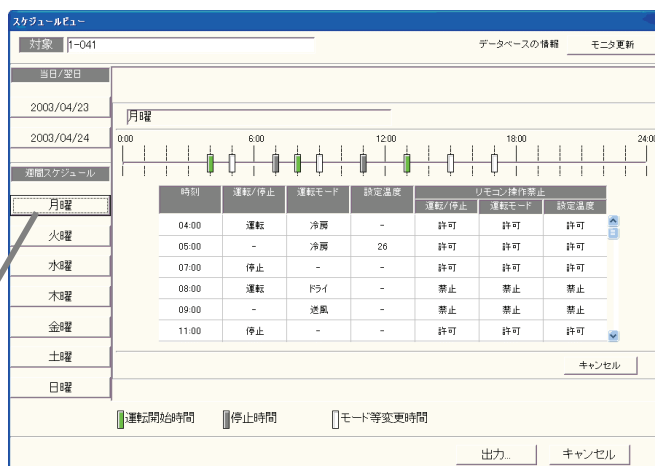 スケジュールビュー
対象 1-041 データベースの情報 モニタ更新
当日/翌日
2003/04/23
2003/04/24
週間スケジュール
月曜
火曜
水曜
木曜
金曜
土曜
日曜
月曜
0:00 6:00 12:00 18:00 24:00
時刻 運転/停止 運転モード 設定温度 リモコン操作禁止
運転/停止 運転モード 設定温度
04:00 運転 冷房 - 許可 許可 許可
05:00 - 冷房 26 許可 許可 許可
07:00 停止 - - 許可 許可 許可
08:00 運転 ドライ - 禁止 禁止 禁止
09:00 - 送風 - 禁止 禁止 禁止
11:00 停止 - - 許可 許可 許可
キャンセル
運転開始時間 停止時間 モード等変更時間
出力... キャンセル